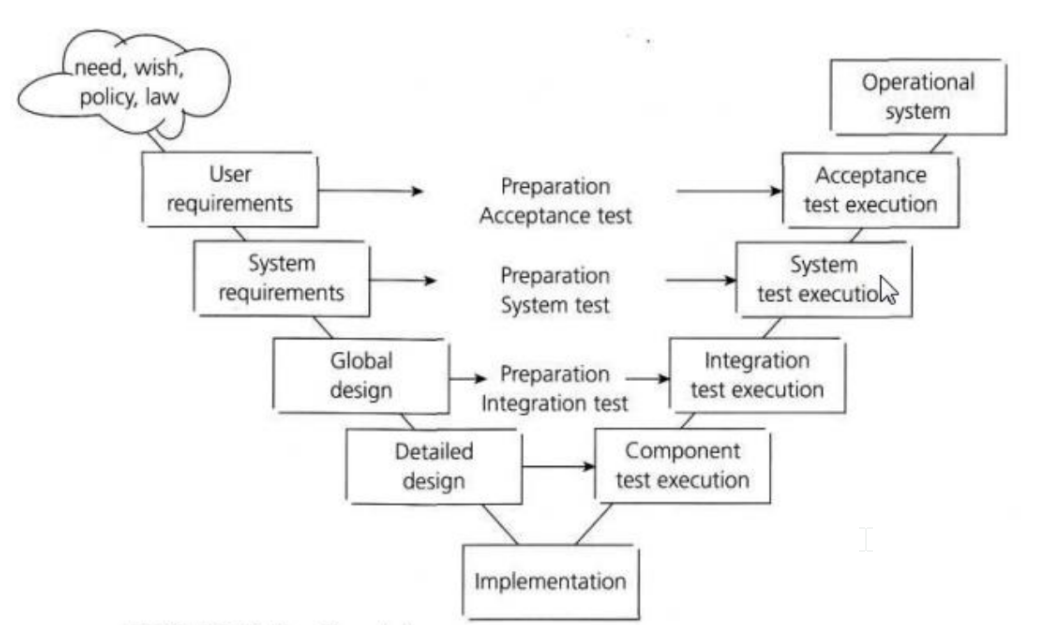 need, wish,
policy, law
Operational
system
User
requirements
Preparation
Acceptance test
Acceptance
test execution
System
requirements
Preparation
System test
System
test execution
Global
design
Preparation
Integration test
Integration
test execution
Detailed
design
Component
test execution
Implementation